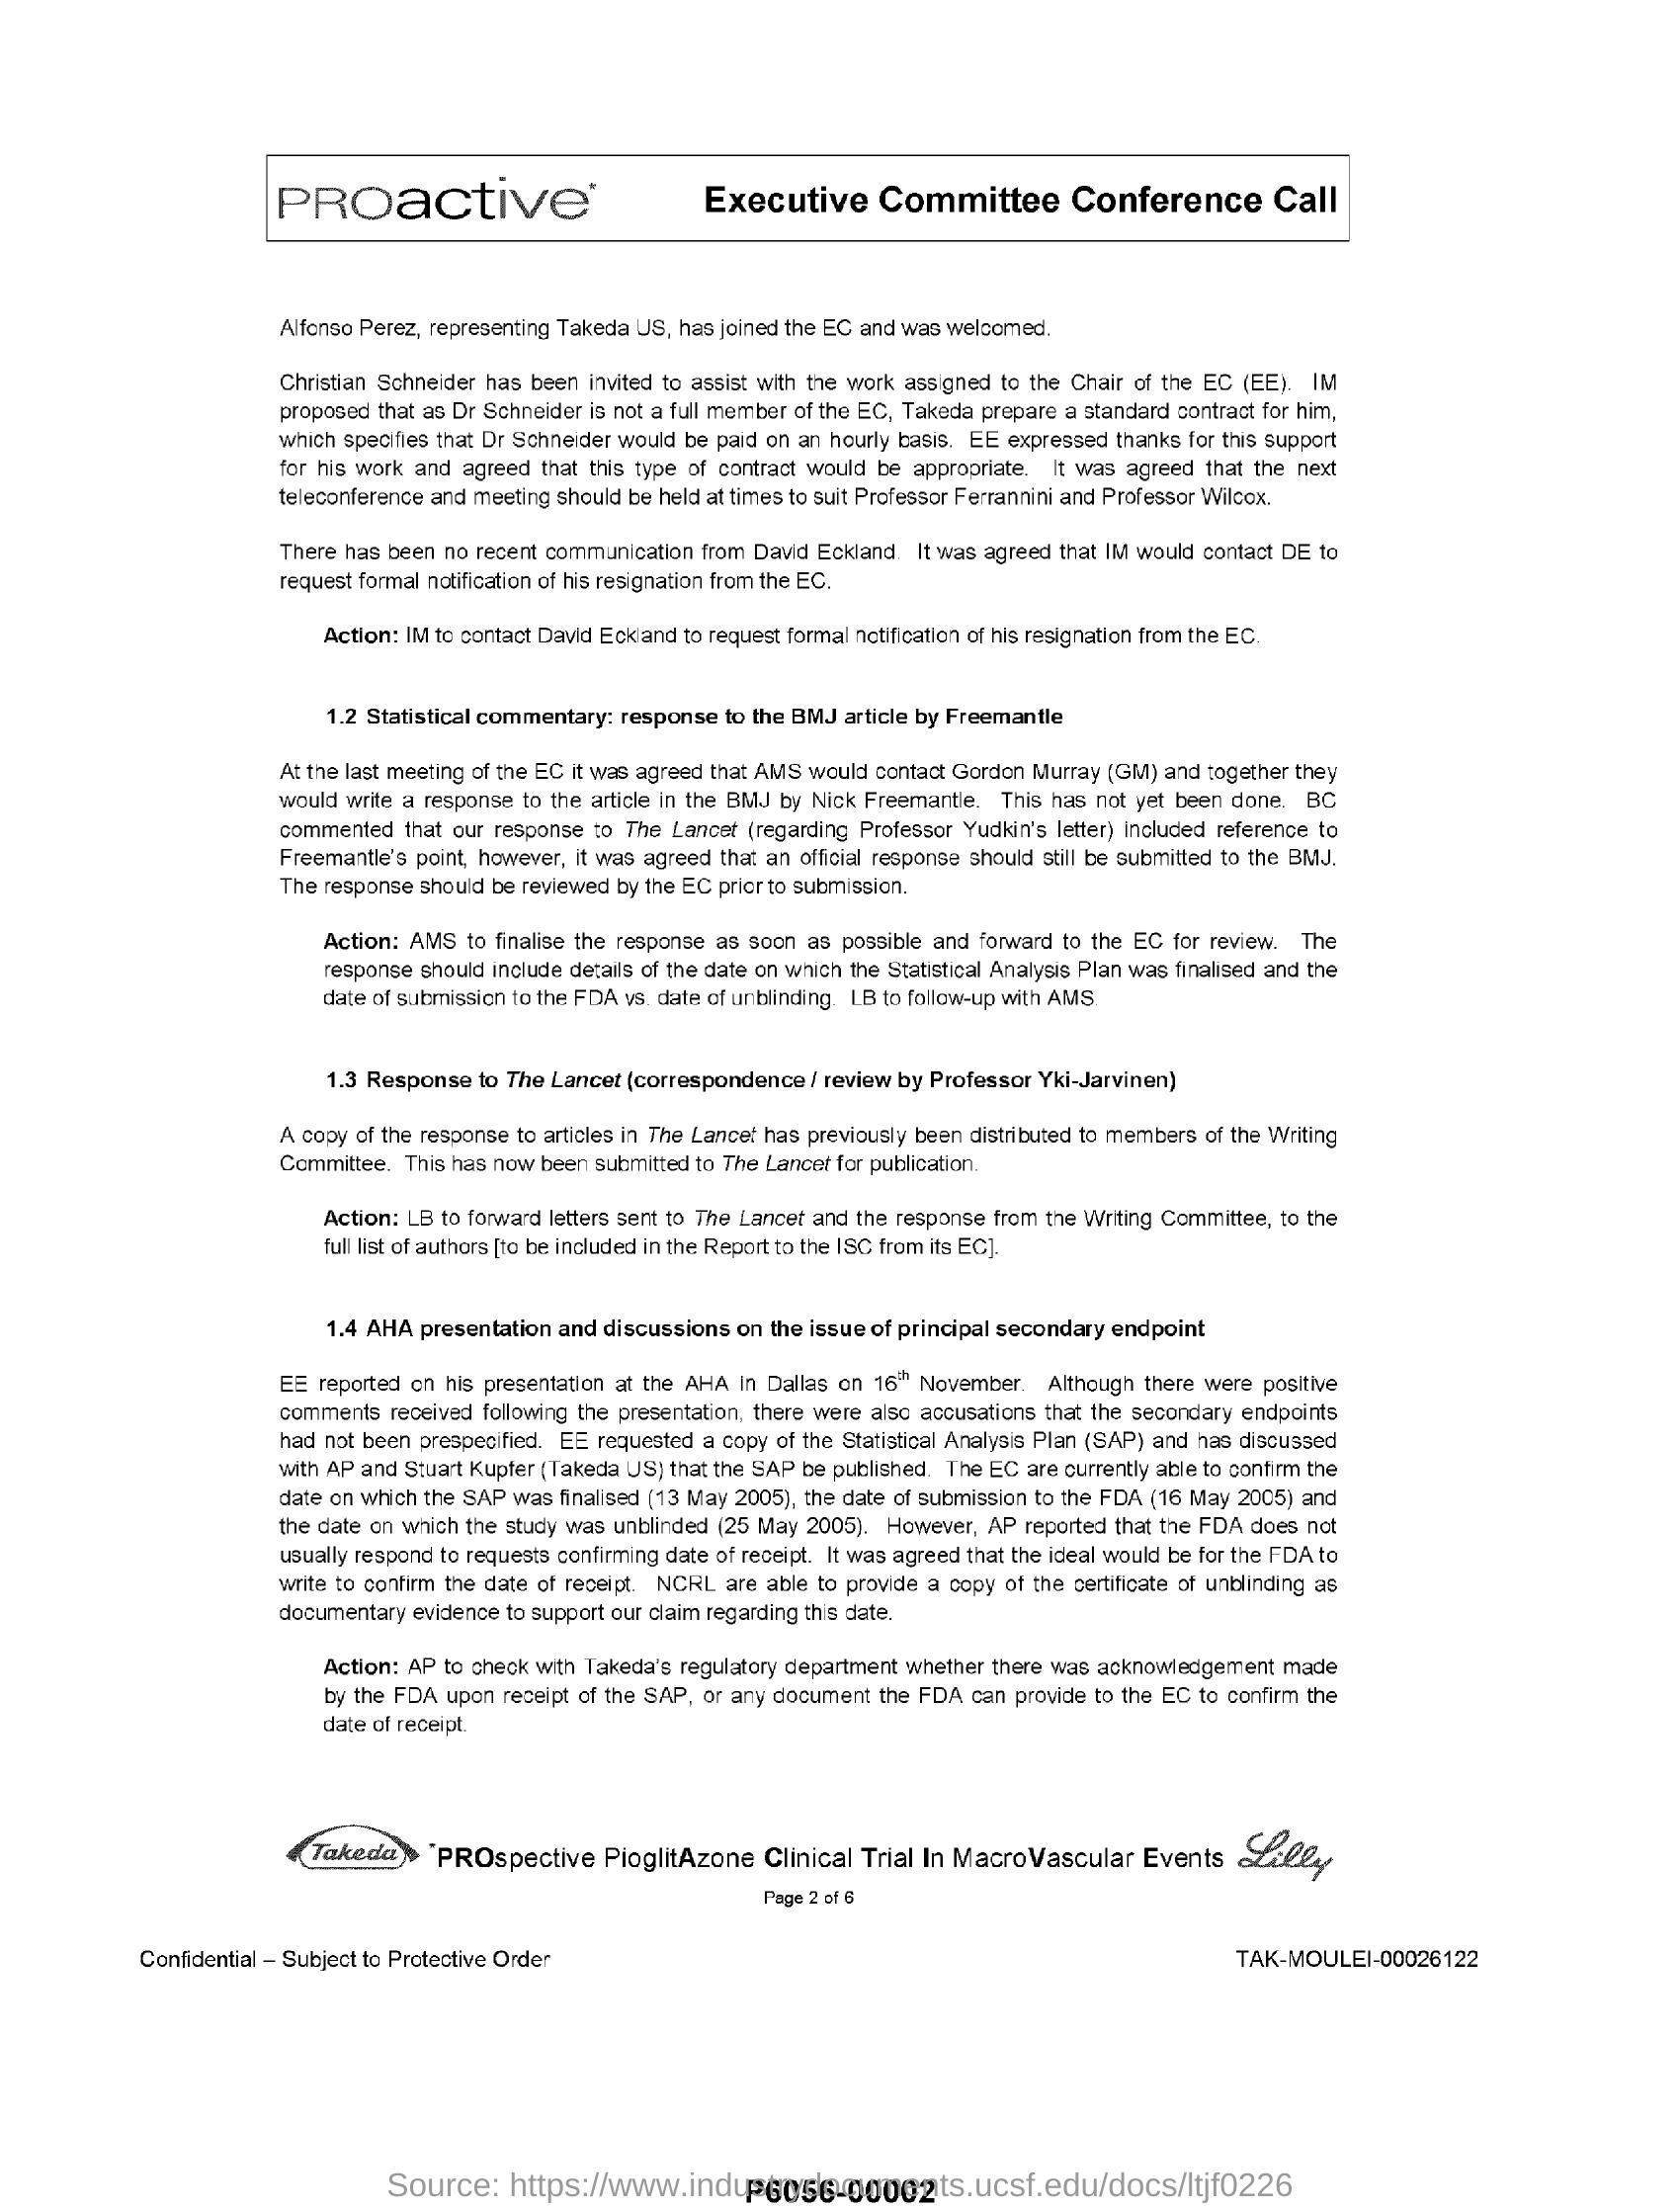 PROactive* Executive Committee Conference Call
Alfonso Perez, representing Takeda US, has joined the EC and was welcomed.
Christian Schneider has been invited to assist with the work assigned to the Chair of the EC (EE). IM
proposed that as Dr Schneider is not a full member of the EC, Takeda prepare a standard contract for him,
which specifies that Dr Schneider would be paid on an hourly basis. EE expressed thanks for this support
for his work and agreed that this type of contract would be appropriate. It was agreed that the next
teleconference and meeting should be held at times to suit Professor Ferrannini and Professor Wilcox.
There has been no recent communication from David Eckland. It was agreed that IM would contact DE to
request formal notification of his resignation from the EC.
Action: IM to contact David Eckland to request formal notification of his resignation from the EC.
1.2 Statistical commentary: response to the BMJ article by Freemantle
At the last meeting of the EC it was agreed that AMS would contact Gordon Murray (GM) and together they
would write a response to the article in the BMJ by Nick Freemantle. This has not yet been done. BC
commented that our response to The Lancet (regarding Professor Yudkin's letter) included reference to
Freemantle's point, however, it was agreed that an official response should still be submitted to the BMJ.
The response should be reviewed by the EC prior to submission.
Action: AMS to finalise the response as soon as possible and forward to the EC for review. The
response should include details of the date on which the Statistical Analysis Plan was finalised and the
date of submission to the FDA vs. date of unblinding. LB to follow-up with AMS.
1.3 Response to The Lancet (correspondence / review by Professor Yki-Jarvinen)
A copy of the response to articles in The Lancet has previously been distributed to members of the Writing
Committee. This has now been submitted to The Lancet for publication.
Action: LB to forward letters sent to The Lancet and the response from the Writing Committee, to the
full list of authors [to be included in the Report to the ISC from its EC].
1.4 AHA presentation and discussions on the issue of principal secondary endpoint
EE reported on his presentation at the AHA in Dallas on 16th November. Although there were positive
comments received following the presentation, there were also accusations that the secondary endpoints
had not been prespecified. EE requested a copy of the Statistical Analysis Plan (SAP) and has discussed
with AP and Stuart Kupfer (Takeda US) that the SAP be published. The EC are currently able to confirm the
date on which the SAP was finalised (13 May 2005), the date of submission to the FDA (16 May 2005) and
the date on which the study was unblinded (25 May 2005). However, AP reported that the FDA does not
usually respond to requests confirming date of receipt. It was agreed that the ideal would be for the FDA to
write to confirm the date of receipt. NCRL are able to provide a copy of the certificate of unblinding as
documentary evidence to support our claim regarding this date.
Action: AP to check with Takeda's regulatory department whether there was acknowledgement made
by the FDA upon receipt of the SAP, or any document the FDA can provide to the EC to confirm the
date of receipt.
Takeda *PROspective PioglitAzone Clinical Trial In MacroVascular Events Lilly
Page 2 of 6
Confidential – Subject to Protective Order TAK-MOULEI-00026122
Source: https://www.industrydocuments.ucsf.edu/docs/ltjf0226
P6056-00062